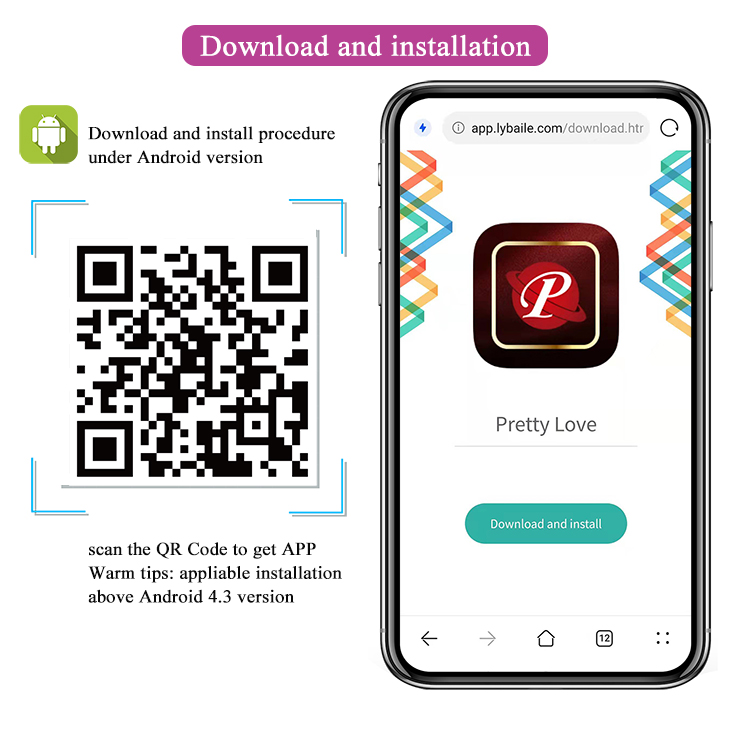 Download and installation
Download and install procedure
under Android version
scan the QR Code to get APP
Warm tips: appliable installation
above Android 4.3 version
app.lybaile.com/download.htr
P
Pretty Love
Download and install
12